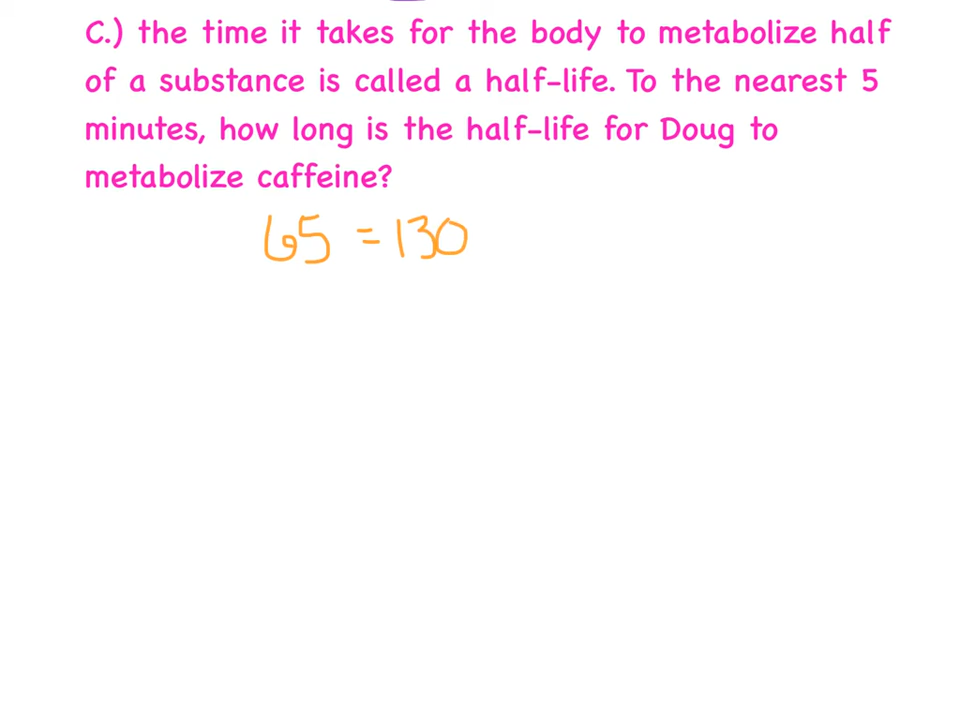 C.) the time it takes for the body to metabolize half
of a substance is called a half-life. To the nearest 5
minutes, how long is the half-life for Doug to
metabolize caffeine?
65 = 130